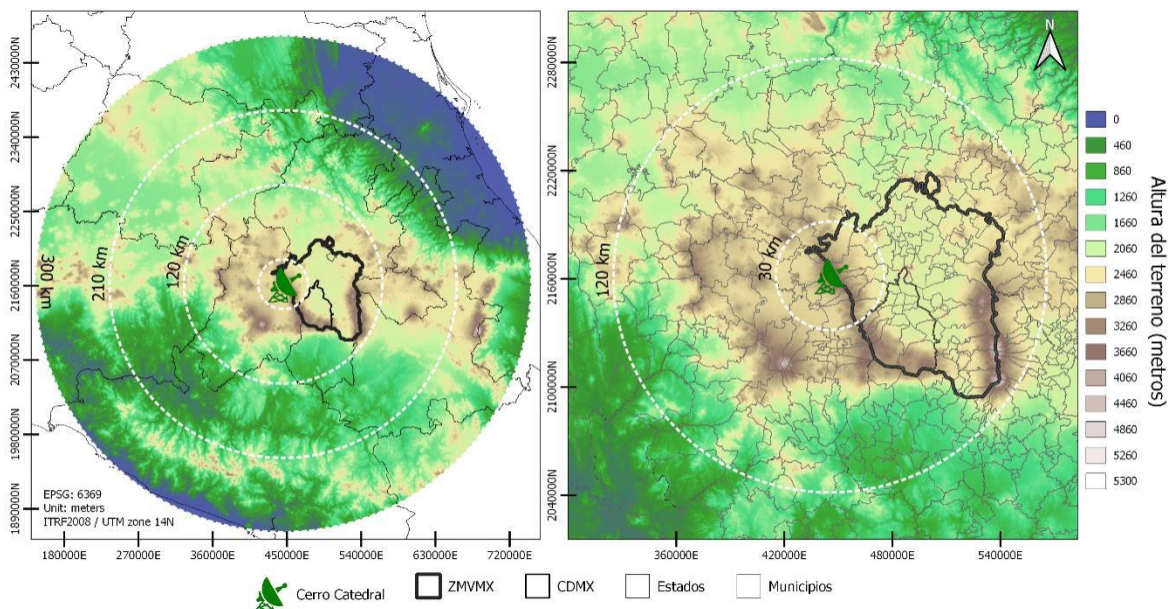 2430000N
2340000N
2250000N
2160000N
2070000N
1980000N
1890000N
300 km
210 km
120 km
EPSG: 6369
Unit: meters
ITRF2008 / UTM zone 14N
180000E
270000E
360000E
450000E
540000E
630000E
720000E
N
2280000N
2220000N
2160000N
2100000N
2040000N
120 km
30 km
360000E
420000E
480000E
540000E
0
460
860
1260
1660
2060
2460
2860
3260
3660
4060
4460
4860
5260
5300
Altura del terreno (metros)
Cerro Catedral
ZMVMX
CDMX
Estados
Municipios